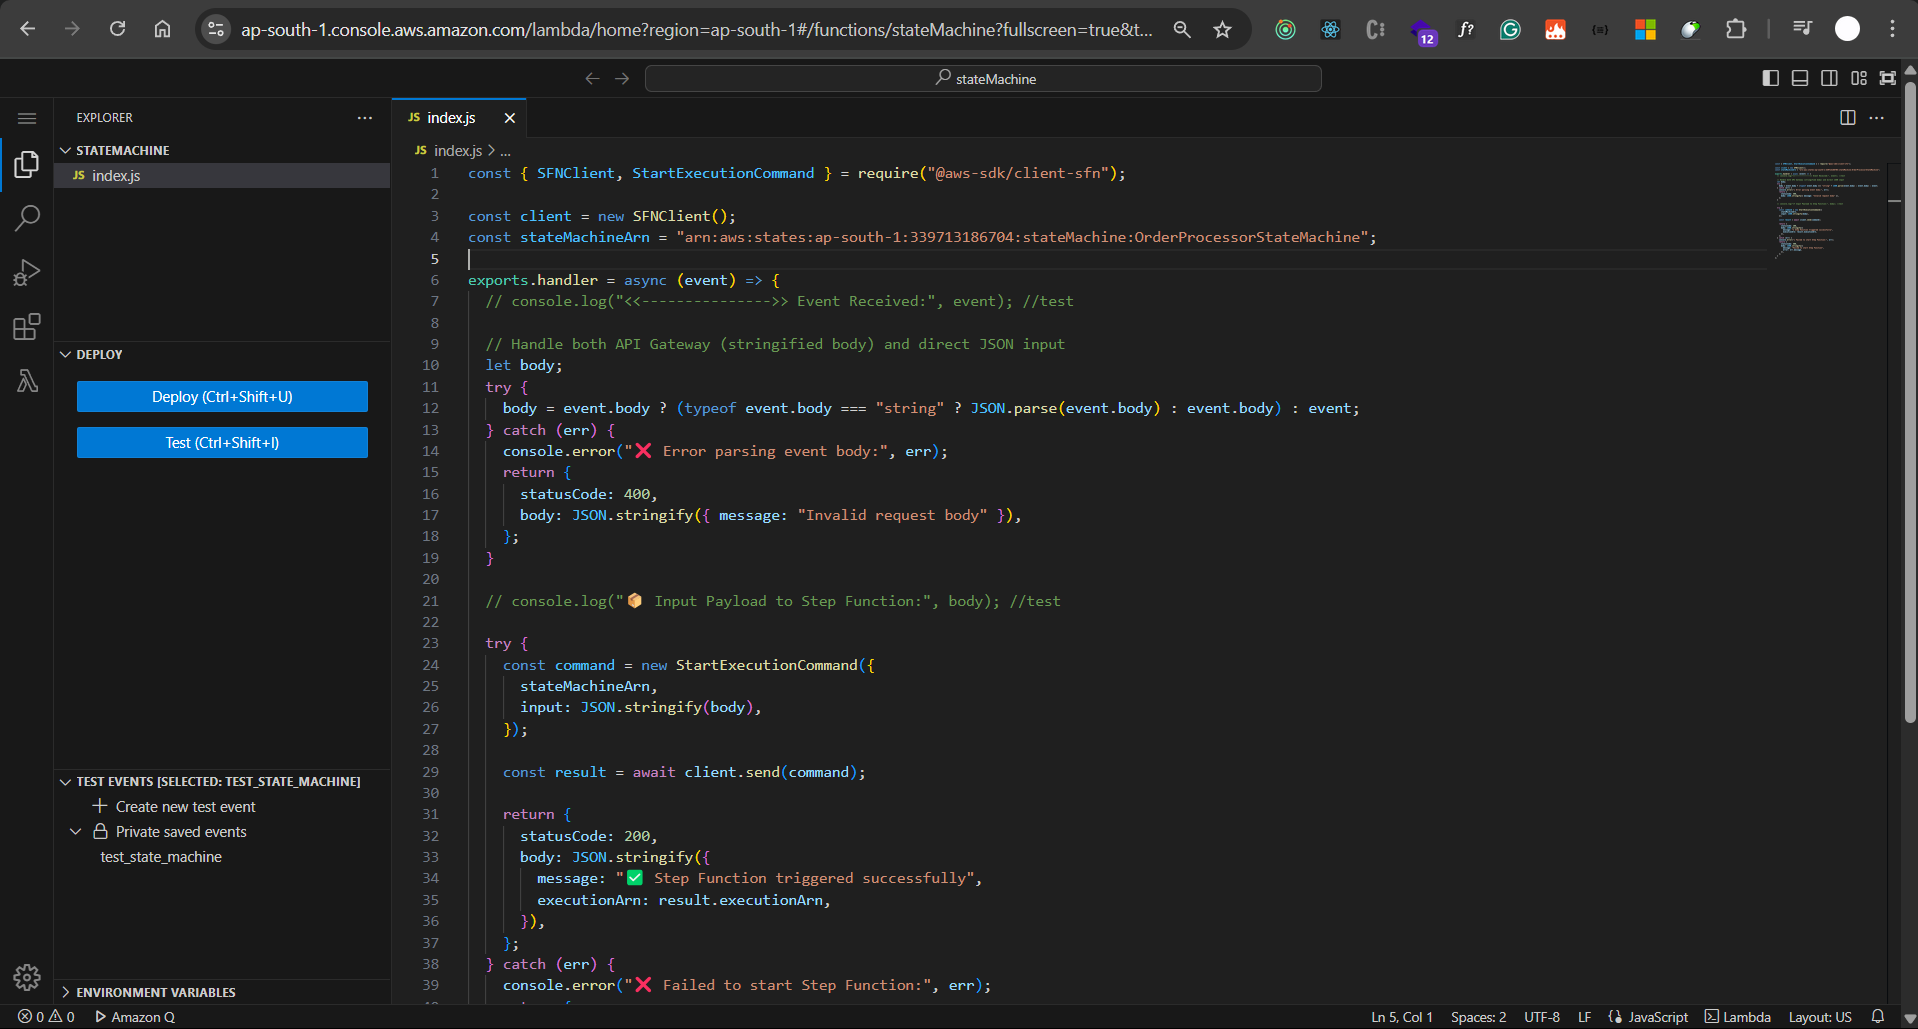 ap-south-1.console.aws.amazon.com/lambda/home?region=ap-south-1#/functions/stateMachine?fullscreen=true&t...
12
f?
stateMachine
EXPLORER
STATEMACHINE
JS index.js
DEPLOY
Deploy (Ctrl+Shift+U)
Test (Ctrl+Shift+I)
TEST EVENTS [SELECTED: TEST_STATE_MACHINE]
Create new test event
Private saved events
test_state_machine
ENVIRONMENT VARIABLES
JS index.js
JS index.js > ...
1 const { SFNClient, StartExecutionCommand } = require("@aws-sdk/client-sfn");
2
3 const client = new SFNClient();
4 const stateMachineArn = "arn:aws:states:ap-south-1:339713186704:stateMachine:OrderProcessorStateMachine";
5
6 exports.handler = async (event) => {
7 // console.log("<<--------------->> Event Received:", event); //test
8
9 // Handle both API Gateway (stringified body) and direct JSON input
10 let body;
11 try {
12 body = event.body ? (typeof event.body === "string" ? JSON.parse(event.body) : event.body) : event;
13 } catch (err) {
14 console.error("❌ Error parsing event body:", err);
15 return {
16 statusCode: 400,
17 body: JSON.stringify({ message: "Invalid request body" }),
18 };
19 }
20
21 // console.log("📦 Input Payload to Step Function:", body); //test
22
23 try {
24 const command = new StartExecutionCommand({
25 stateMachineArn,
26 input: JSON.stringify(body),
27 });
28
29 const result = await client.send(command);
30
31 return {
32 statusCode: 200,
33 body: JSON.stringify({
34 message: "✅ Step Function triggered successfully",
35 executionArn: result.executionArn,
36 }),
37 };
38 } catch (err) {
39 console.error("❌ Failed to start Step Function:", err);
0 0 Amazon Q
Ln 5, Col 1 Spaces: 2 UTF-8 LF JavaScript Lambda Layout: US